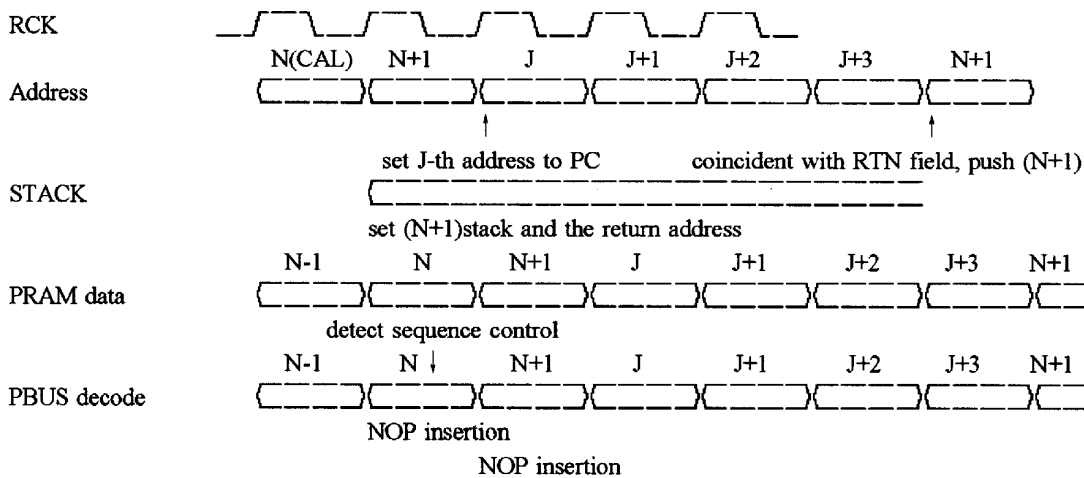 RCK
N(CAL) N+1 J J+1 J+2 J+3 N+1
Address
set J-th address to PC coincident with RTN field, push (N+1)
STACK
set (N+1)stack and the return address
N-1 N N+1 J J+1 J+2 J+3 N+1
PRAM data
detect sequence control
N-1 N N+1 J J+1 J+2 J+3 N+1
PBUS decode
NOP insertion
NOP insertion